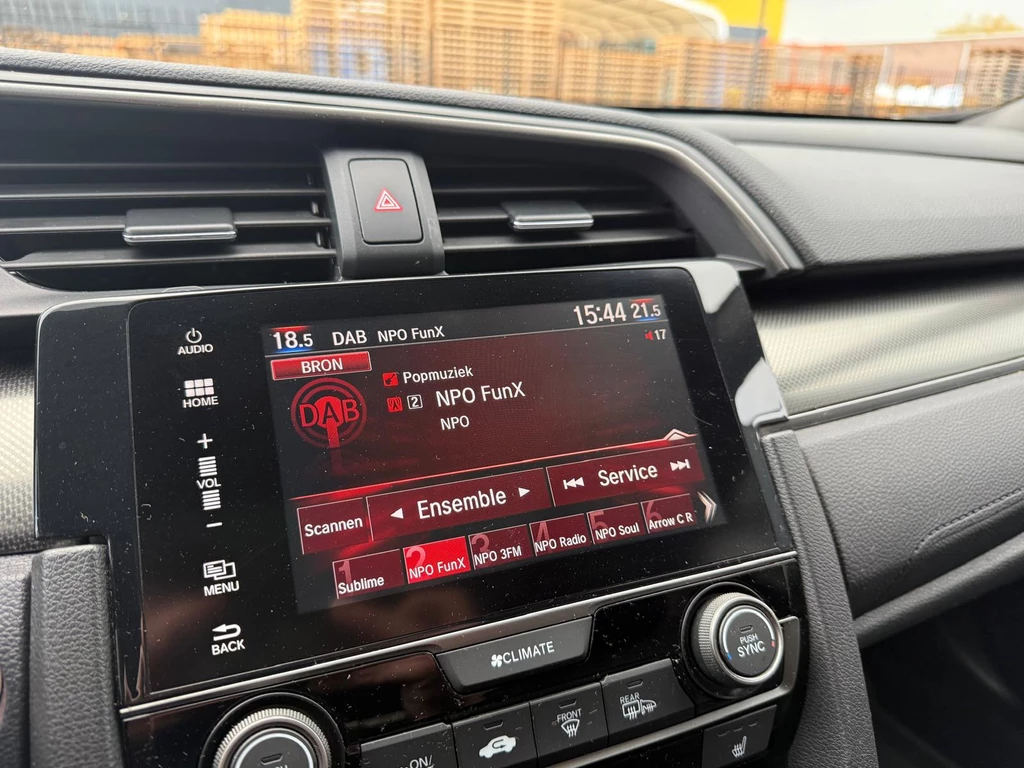 AUDIO
HOME
+
VOL
−
MENU
BACK
18.5 DAB NPO FunX 15:44 21.5
17
BRON
DAB
Popmuziek
2 NPO FunX
NPO
Scannen ◄ Ensemble ► Service
1 Sublime
2 NPO FunX
3 NPO 3FM
4 NPO Radio
5 NPO Soul
6 Arrow C R
CLIMATE
PUSH
SYNC
ON/
FRONT
REAR